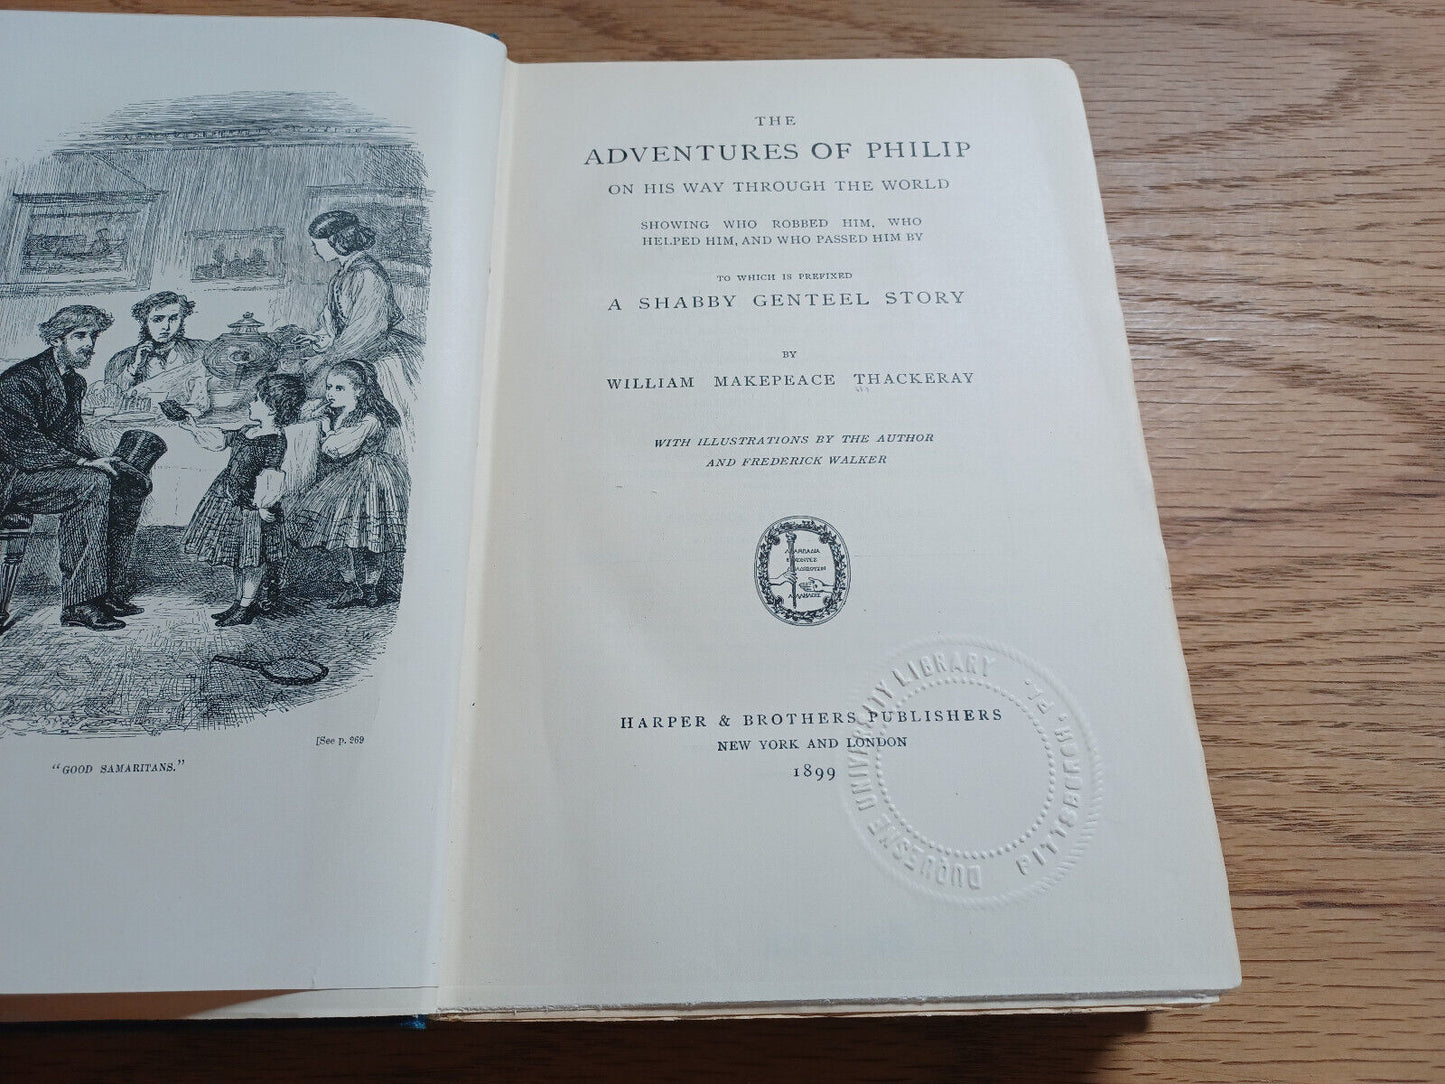 [See p. 269
"GOOD SAMARITANS."
THE
ADVENTURES OF PHILIP
ON HIS WAY THROUGH THE WORLD
SHOWING WHO ROBBED HIM, WHO
HELPED HIM, AND WHO PASSED HIM BY
TO WHICH IS PREFIXED
A SHABBY GENTEEL STORY
BY
WILLIAM MAKEPEACE THACKERAY
WITH ILLUSTRATIONS BY THE AUTHOR
AND FREDERICK WALKER
HARPER & BROTHERS PUBLISHERS
NEW YORK AND LONDON
1899
DUQUESNE UNIVERSITY LIBRARY
PITTSBURGH, PA.